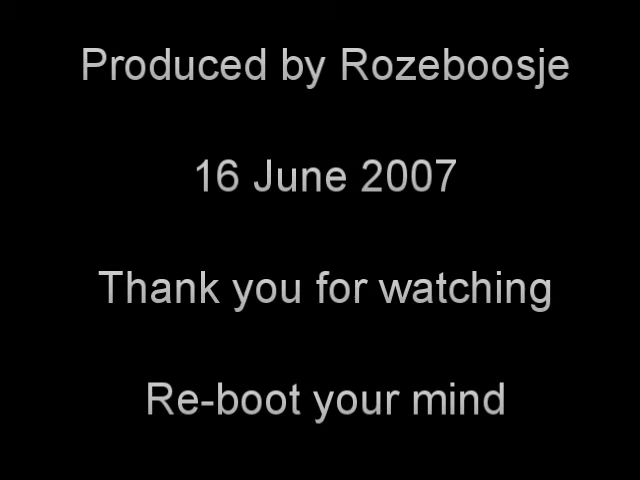 Produced by Rozeboosje
16 June 2007
Thank you for watching
Re-boot your mind